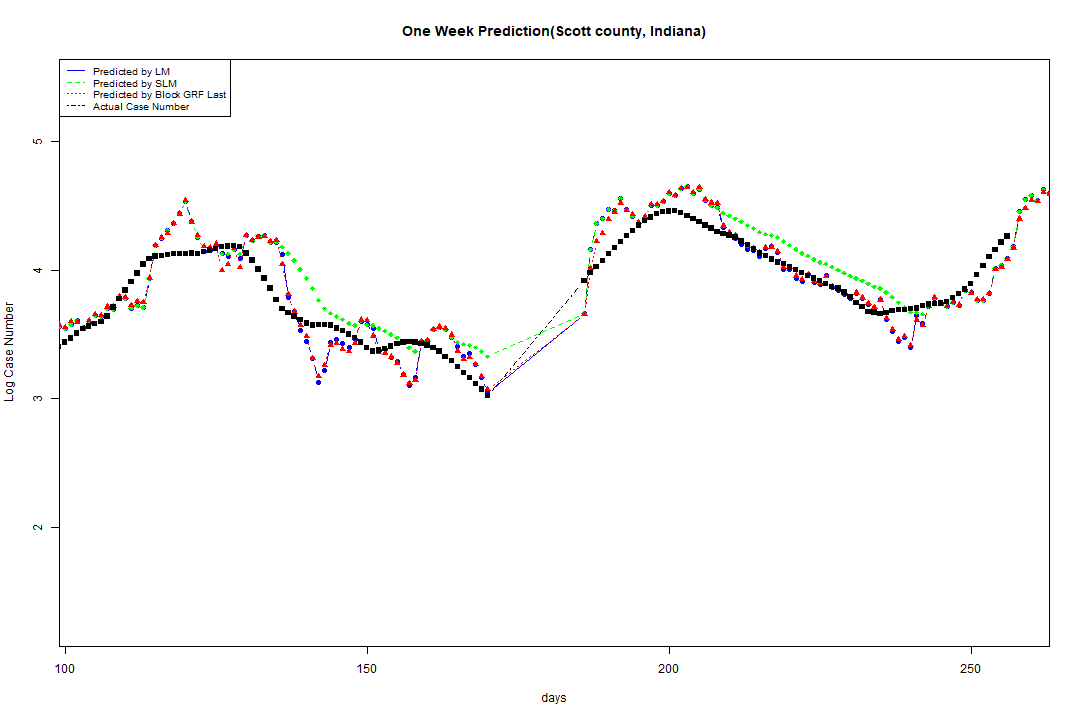 One Week Prediction(Scott county, Indiana)
Predicted by LM
Predicted by SLM
Predicted by Block GRF Last
Actual Case Number
5
4
3
2
Log Case Number
100 150 200 250
days